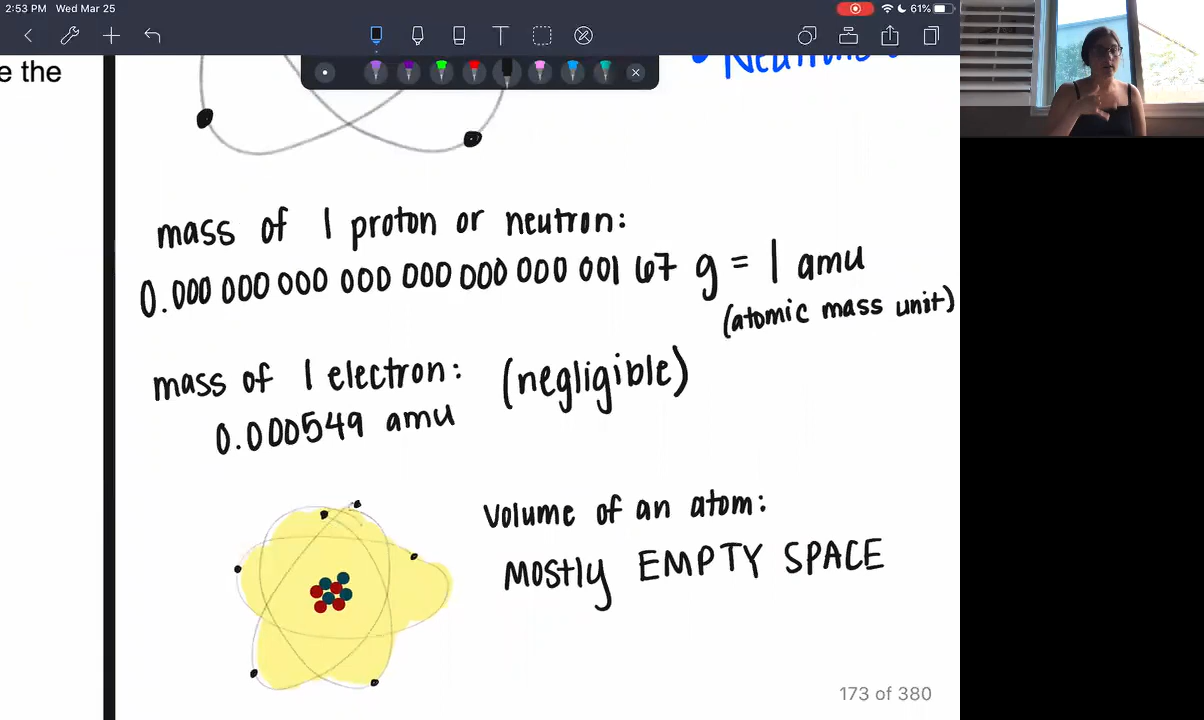 2:53 PM Wed Mar 25
61%
e the
• Neutrons
mass of 1 proton or neutron:
0.000 000 000 000 000 000 000 001 67 g = 1 amu
(atomic mass unit)
mass of 1 electron: (negligible)
0.000549 amu
Volume of an atom:
mostly EMPTY SPACE
173 of 380